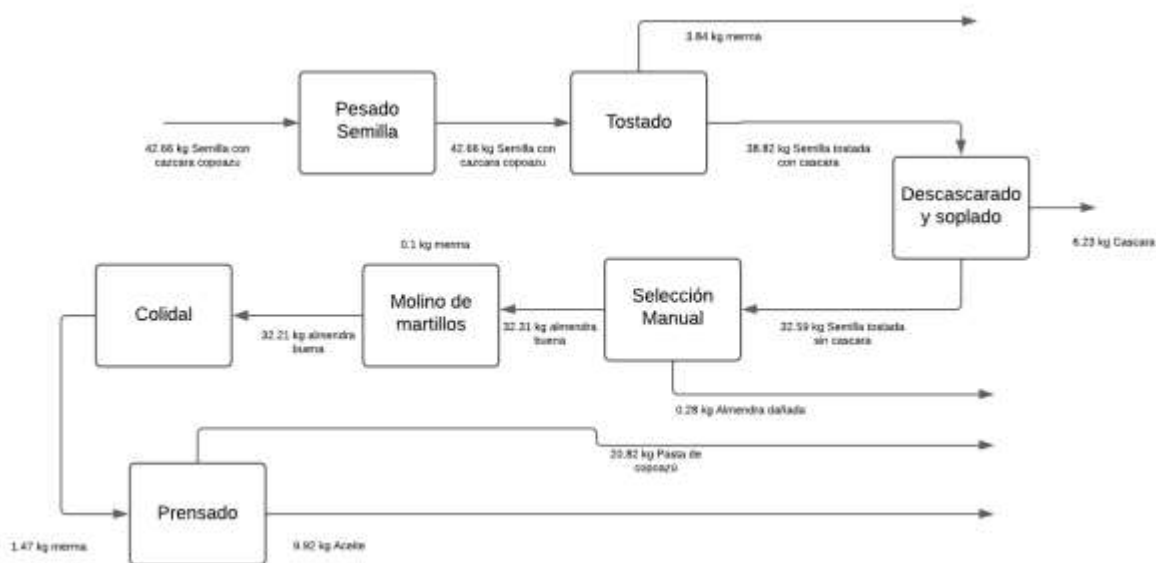 3.84 kg merma
Pesado
Semilla
Tostado
42.66 kg Semilla con
cazcara copoazu
42.66 kg Semilla con
cazcara copoazu
38.82 kg Semilla tostada
con cascara
Descascarado
y soplado
6.23 kg Cascara
0.1 kg merma
Colidal
Molino de
martillos
Selección
Manual
32.21 kg almendra
buena
32.31 kg almendra
buena
32.59 kg Semilla tostada
sin cascara
0.28 kg Almendra dañada
20.82 kg Pasta de
copoazú
Prensado
1.47 kg merma
9.92 kg Aceite